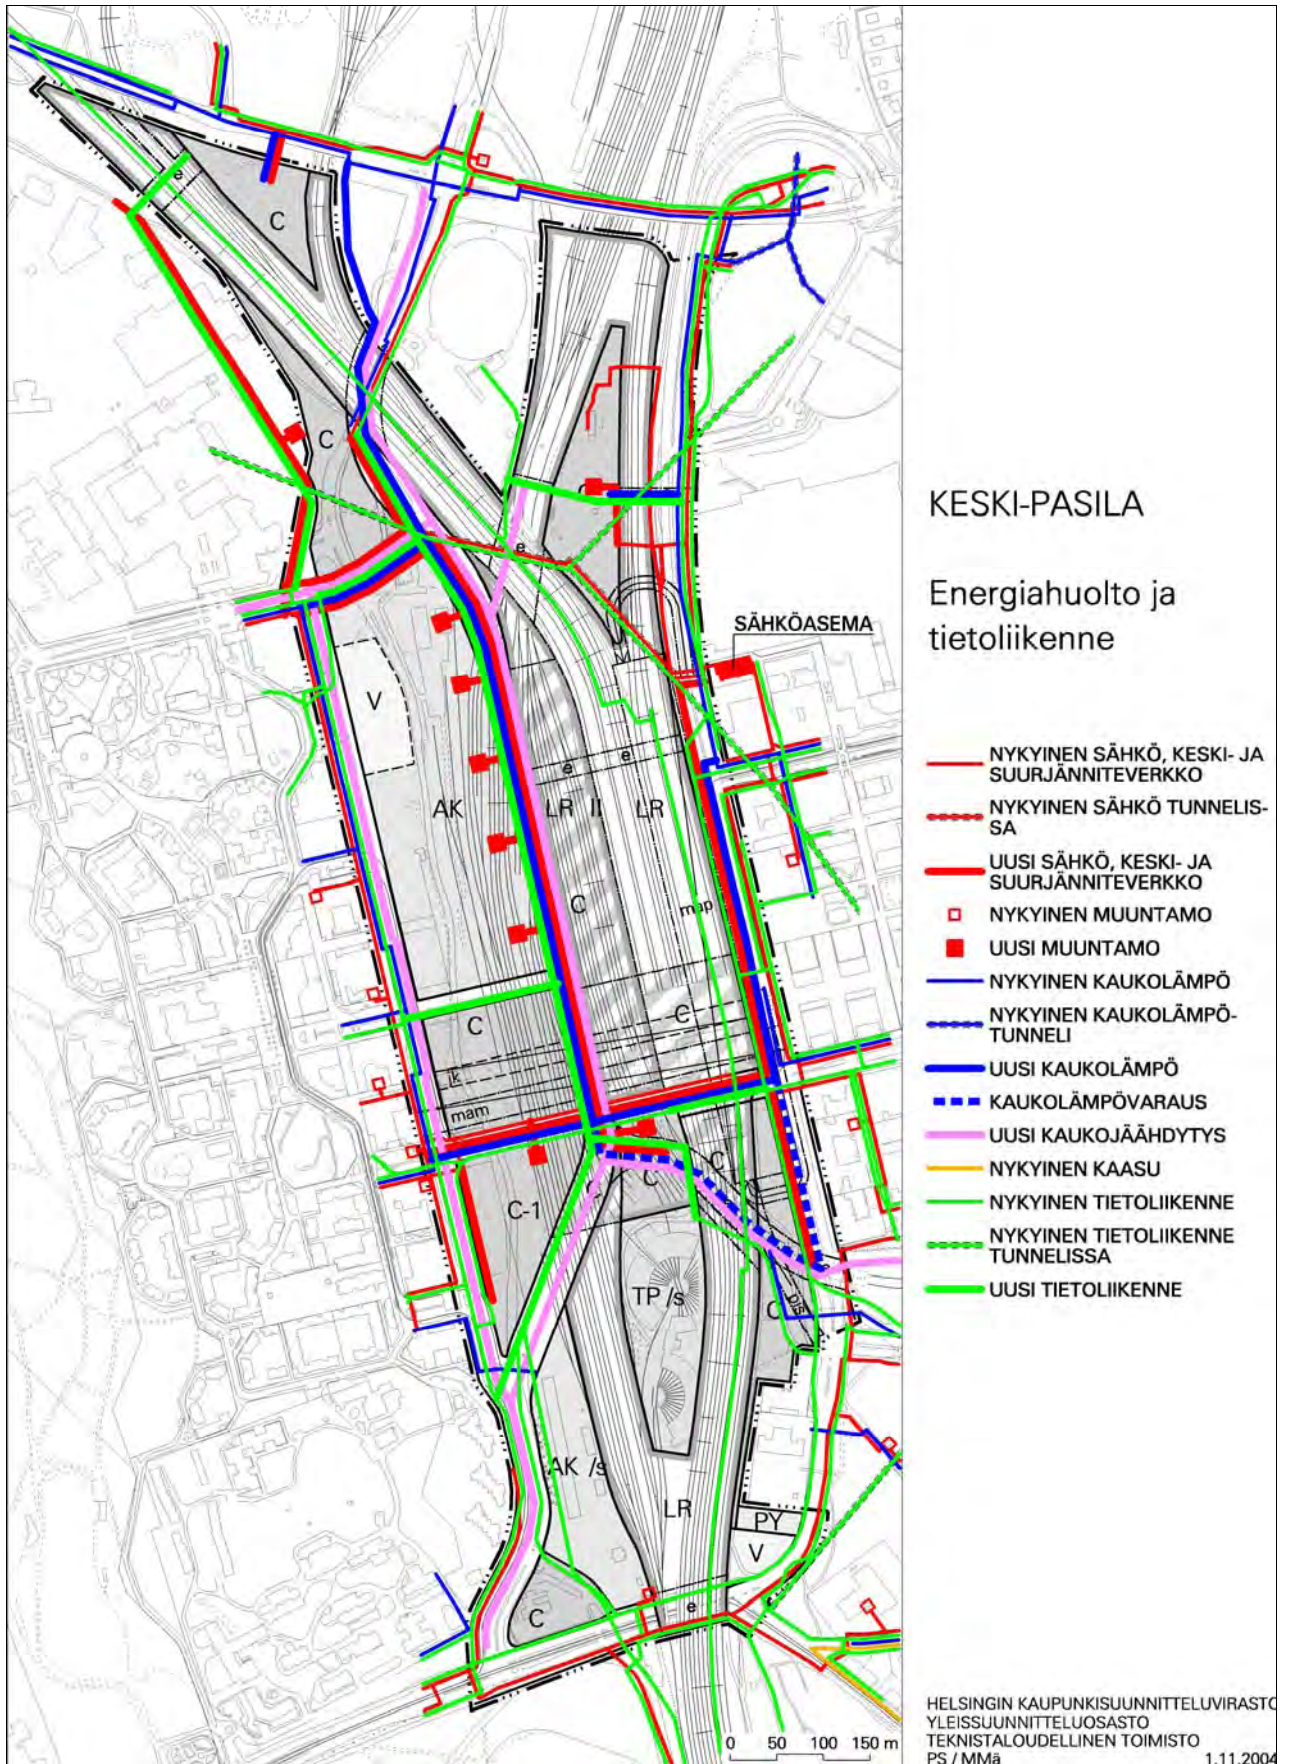 KESKI-PASILA
Energiahuolto ja
tietoliikenne
NYKYINEN SÄHKÖ, KESKI- JA
SUURJÄNNITEVERKKO
NYKYINEN SÄHKÖ TUNNELIS-
SA
UUSI SÄHKÖ, KESKI- JA
SUURJÄNNITEVERKKO
NYKYINEN MUUNTAMO
UUSI MUUNTAMO
NYKYINEN KAUKOLÄMPÖ
NYKYINEN KAUKOLÄMPÖ-
TUNNELI
UUSI KAUKOLÄMPÖ
KAUKOLÄMPÖVARAUS
UUSI KAUKOJÄÄHDYTYS
NYKYINEN KAASU
NYKYINEN TIETOLIIKENNE
NYKYINEN TIETOLIIKENNE
TUNNELISSA
UUSI TIETOLIIKENNE
HELSINGIN KAUPUNKISUUNNITTELUVIRASTO
YLEISSUUNNITTELUOSASTO
TEKNISTALOUDELLINEN TOIMISTO
PS / MMä 1.11.2004
e
C
C
e
SÄHKÖASEMA
V
e
e
AK
LR II
LR
C
map
C
C
k
mam
C
C
C-1
TP /s
C
pls
AK /s
LR
PY
V
C
e
0 50 100 150 m